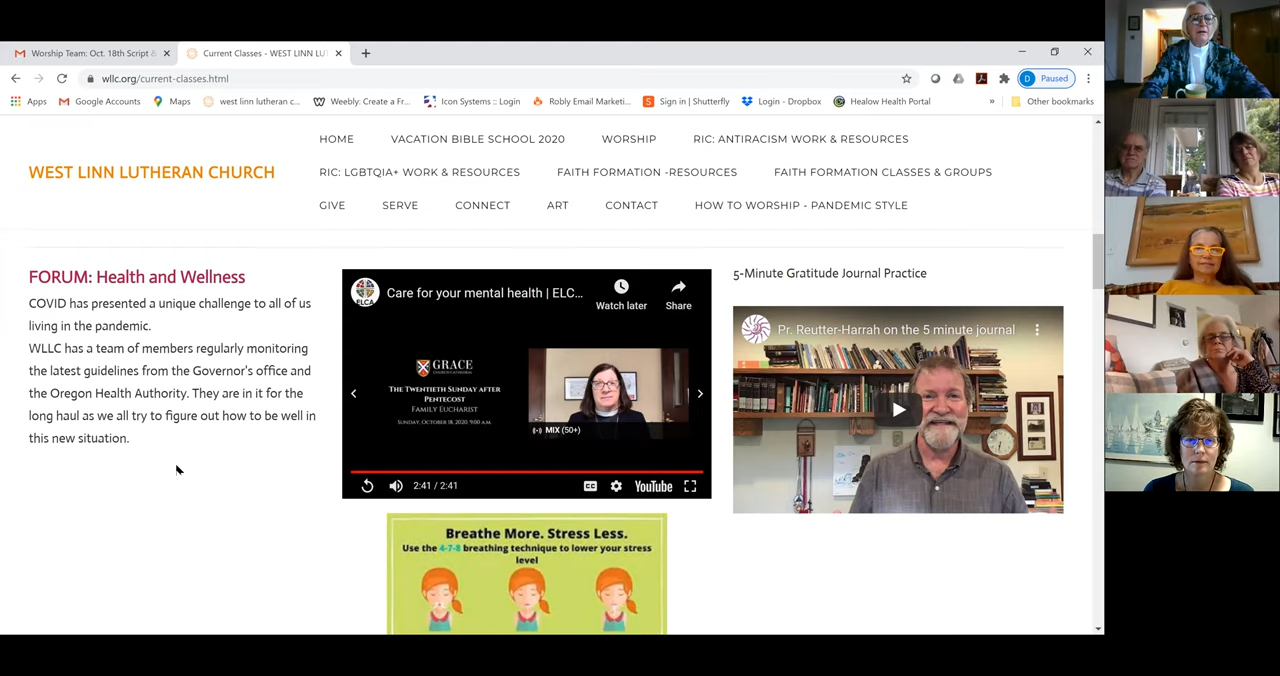 Worship Team: Oct. 18th Script &
Current Classes - WEST LINN LU
wllc.org/current-classes.html
D Paused
Apps
Google Accounts
Maps
west linn lutheran c...
Weebly: Create a Fr...
Icon Systems :: Login
Robly Email Marketi...
Sign in | Shutterfly
Login - Dropbox
Healow Health Portal
»
Other bookmarks
WEST LINN LUTHERAN CHURCH
HOME VACATION BIBLE SCHOOL 2020 WORSHIP RIC: ANTIRACISM WORK & RESOURCES
RIC: LGBTQIA+ WORK & RESOURCES FAITH FORMATION -RESOURCES FAITH FORMATION CLASSES & GROUPS
GIVE SERVE CONNECT ART CONTACT HOW TO WORSHIP - PANDEMIC STYLE
FORUM: Health and Wellness
COVID has presented a unique challenge to all of us
living in the pandemic.
WLLC has a team of members regularly monitoring
the latest guidelines from the Governor's office and
the Oregon Health Authority. They are in it for the
long haul as we all try to figure out how to be well in
this new situation.
ELCA
Care for your mental health | ELC...
Watch later
Share
GRACE
THE TWENTIETH SUNDAY AFTER
PENTECOST
FAMILY EUCHARIST
SUNDAY, OCTOBER 18, 2020, 9:00 A.M.
MIX (50+)
2:41 / 2:41
CC
YouTube
Breathe More. Stress Less.
Use the 4-7-8 breathing technique to lower your stress
level
5-Minute Gratitude Journal Practice
Pr. Reutter-Harrah on the 5 minute journal